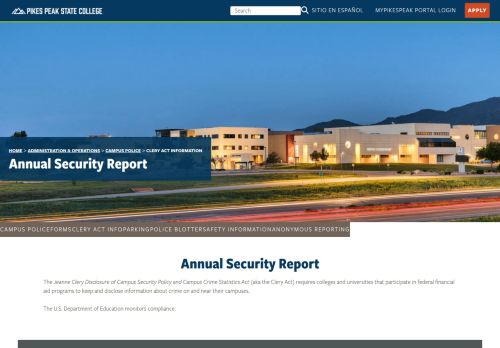 PIKES PEAK STATE COLLEGE
Search
SITIO EN ESPAÑOL
MYPIKESPEAK PORTAL LOGIN
APPLY
HOME > ADMINISTRATION & OPERATIONS > CAMPUS POLICE > CLERY ACT INFORMATION
Annual Security Report
CAMPUS POLICEFORMSCLERY ACT INFOPARKINGPOLICE BLOTTERSAFETY INFORMATIONANONYMOUS REPORTING
Annual Security Report
The Jeanne Clery Disclosure of Campus Security Policy and Campus Crime Statistics Act (aka the Clery Act) requires colleges and universities that participate in federal financial
aid programs to keep and disclose information about crime on and near their campuses.
The U.S. Department of Education monitors compliance.